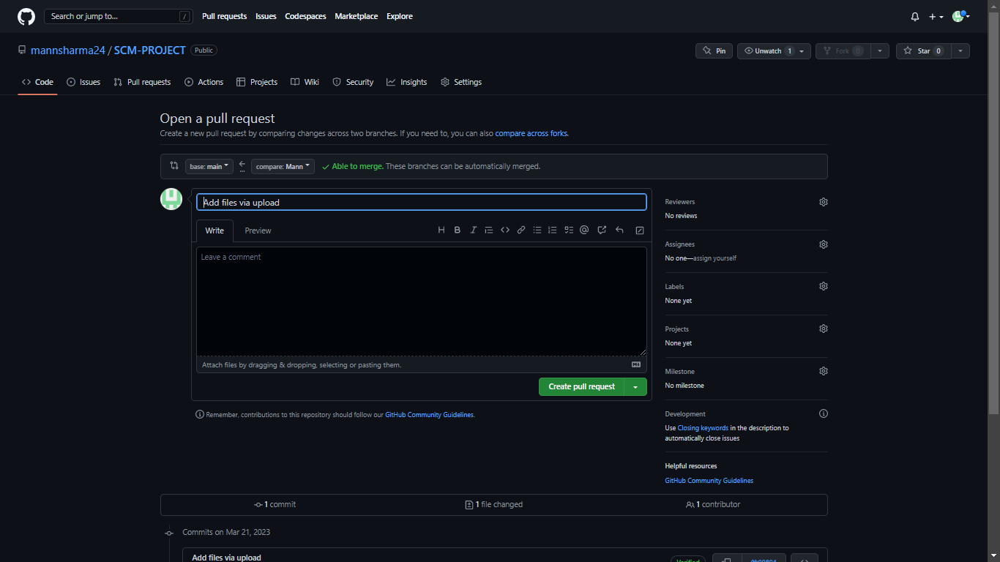 Search or jump to... /
Pull requests Issues Codespaces Marketplace Explore
mannsharma24 / SCM-PROJECT Public
Pin Unwatch 1 Fork 0 Star 0
Code Issues Pull requests Actions Projects Wiki Security Insights Settings
Open a pull request
Create a new pull request by comparing changes across two branches. If you need to, you can also compare across forks.
base: main ... compare: Mann Able to merge. These branches can be automatically merged.
Add files via upload
Write Preview
Leave a comment
Attach files by dragging & dropping, selecting or pasting them.
Create pull request
Remember, contributions to this repository should follow our GitHub Community Guidelines.
Reviewers
No reviews
Assignees
No one—assign yourself
Labels
None yet
Projects
None yet
Milestone
No milestone
Development
Use Closing keywords in the description to
automatically close issues
Helpful resources
GitHub Community Guidelines
1 commit 1 file changed 1 contributor
Commits on Mar 21, 2023
Add files via upload
Verified